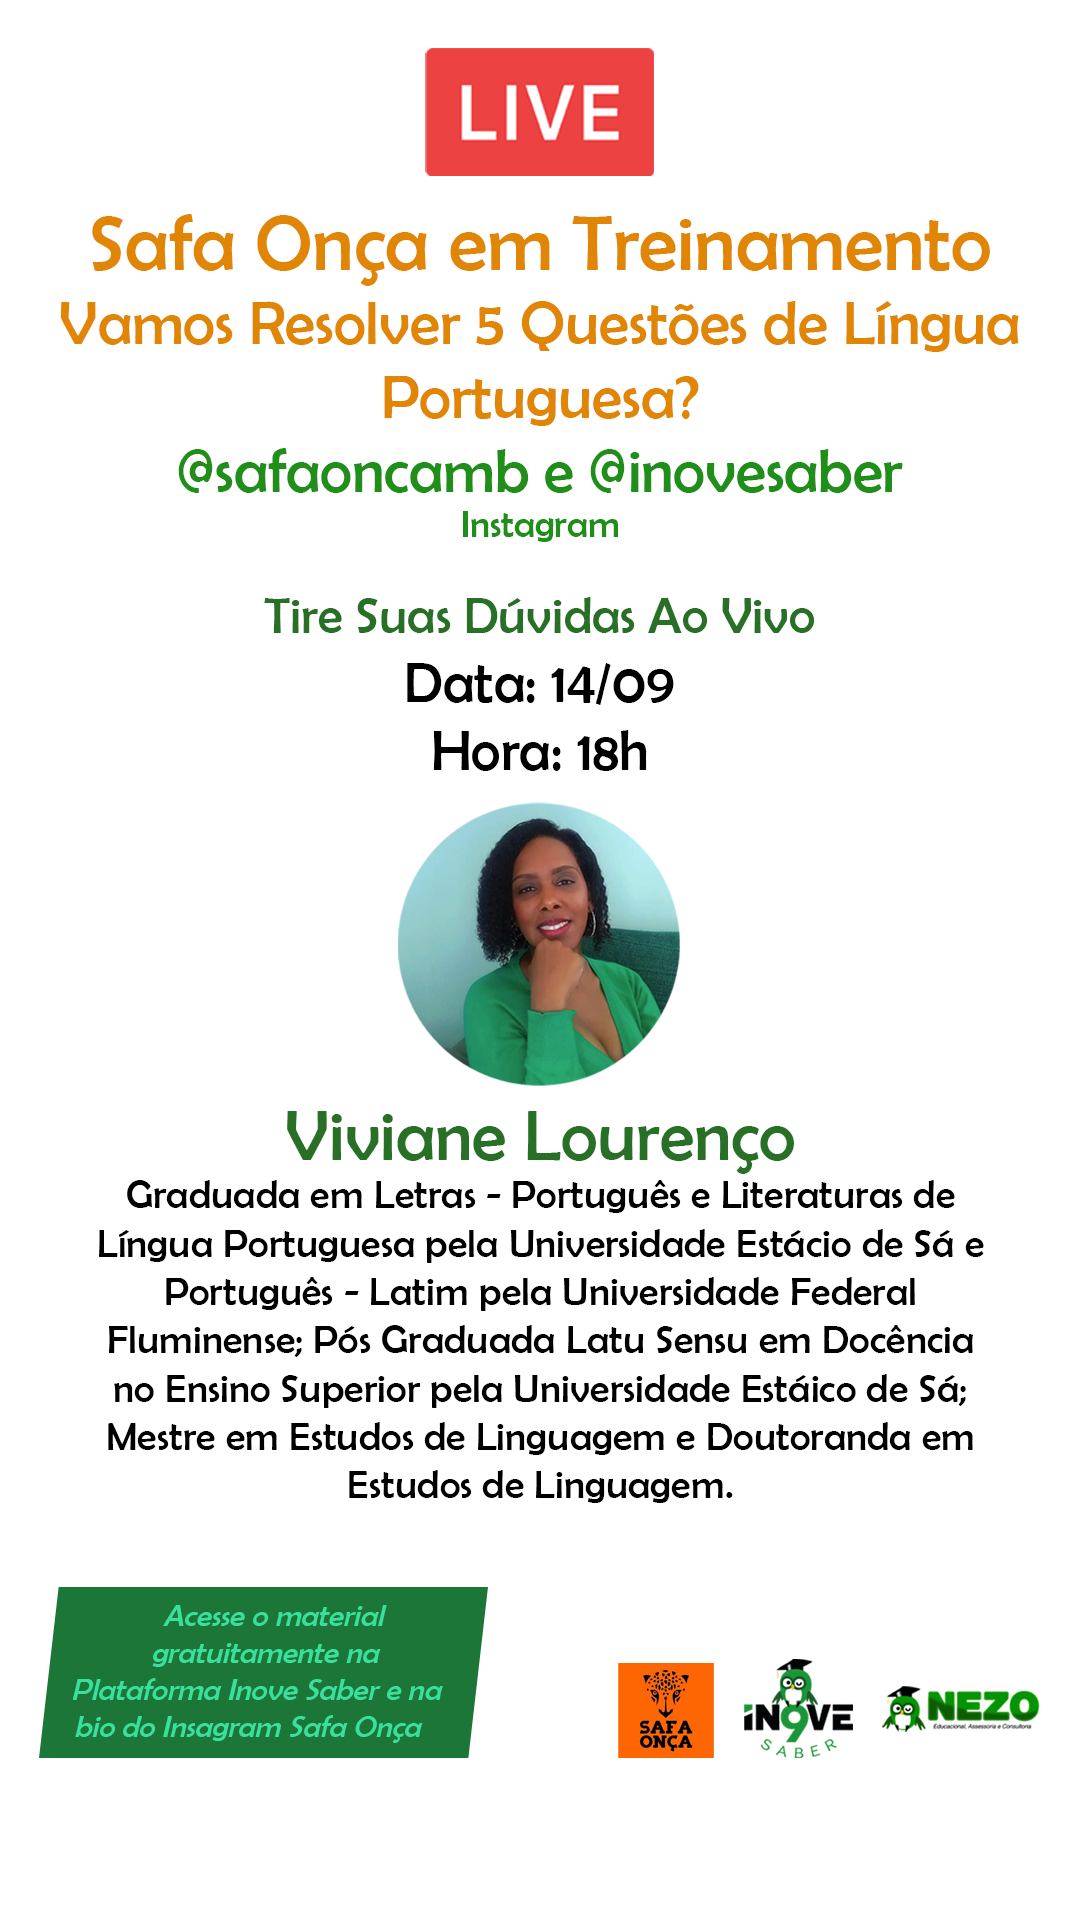 LIVE
Safa Onça em Treinamento
Vamos Resolver 5 Questões de Língua
Portuguesa?
@safaoncamb e @inovesaber
Instagram
Tire Suas Dúvidas Ao Vivo
Data: 14/09
Hora: 18h
Viviane Lourenço
Graduada em Letras - Português e Literaturas de
Língua Portuguesa pela Universidade Estácio de Sá e
Português - Latim pela Universidade Federal
Fluminense; Pós Graduada Latu Sensu em Docência
no Ensino Superior pela Universidade Estáico de Sá;
Mestre em Estudos de Linguagem e Doutoranda em
Estudos de Linguagem.
Acesse o material
gratuitamente na
Plataforma Inove Saber e na
bio do Insagram Safa Onça
SAFA
ONÇA
iN9VE
SABER
NEZO
Educacional, Assessoria e Consultoria